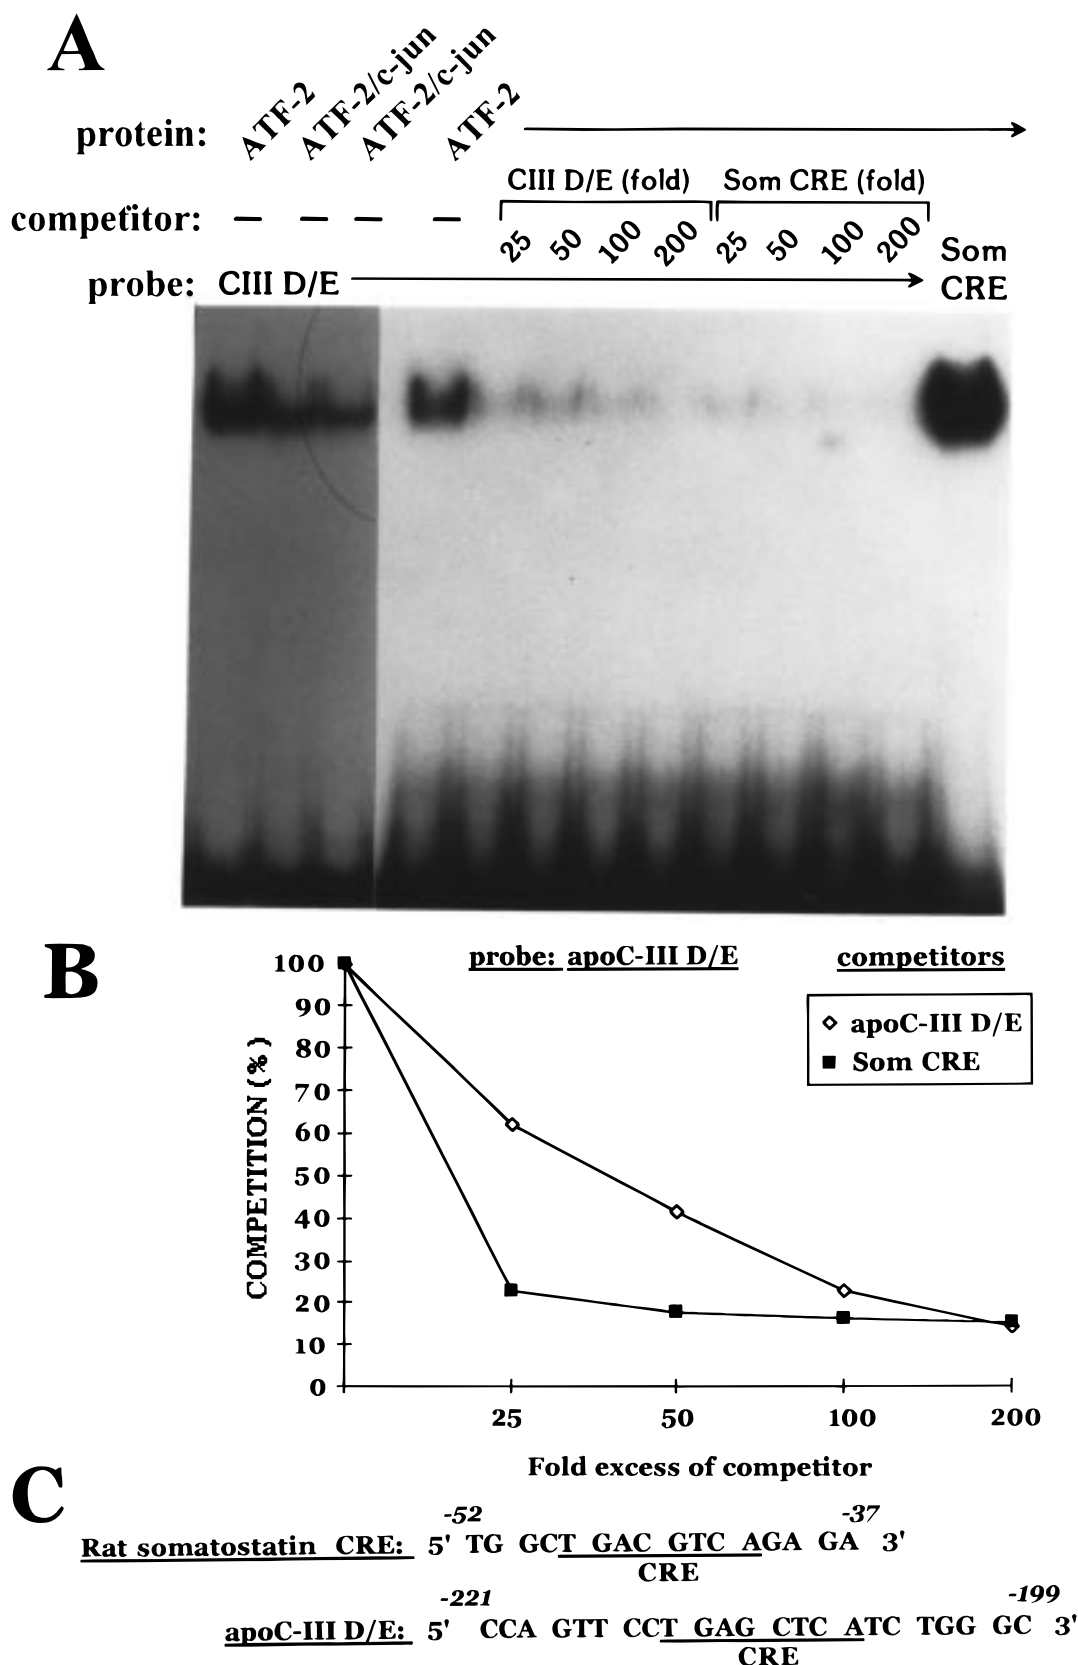 A
ATF-2 ATF-2/c-jun ATF-2/c-jun ATF-2
protein:
CIII D/E (fold) Som CRE (fold)
competitor: – – – – 25 50 100 200 25 50 100 200
Som CRE
probe: CIII D/E
B
probe: apoC-III D/E competitors
apoC-III D/E
Som CRE
COMPETITION (%)
100
90
80
70
60
50
40
30
20
10
0
25 50 100 200
Fold excess of competitor
C
-52 -37
Rat somatostatin CRE: 5' TG GCT GAC GTC AGA GA 3'
CRE
-221 -199
apoC-III D/E: 5' CCA GTT CCT GAG CTC ATC TGG GC 3'
CRE